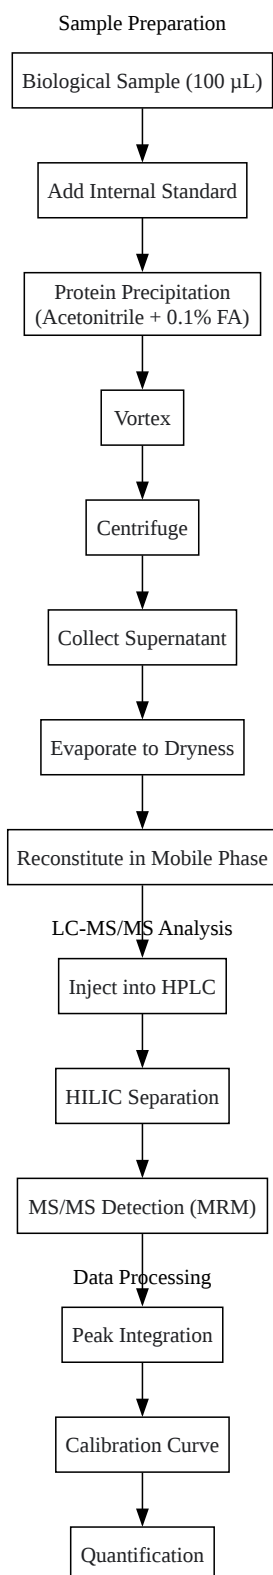 Sample Preparation
Biological Sample (100 µL)
Add Internal Standard
Protein Precipitation
(Acetonitrile + 0.1% FA)
Vortex
Centrifuge
Collect Supernatant
Evaporate to Dryness
Reconstitute in Mobile Phase
LC-MS/MS Analysis
Inject into HPLC
HILIC Separation
MS/MS Detection (MRM)
Data Processing
Peak Integration
Calibration Curve
Quantification